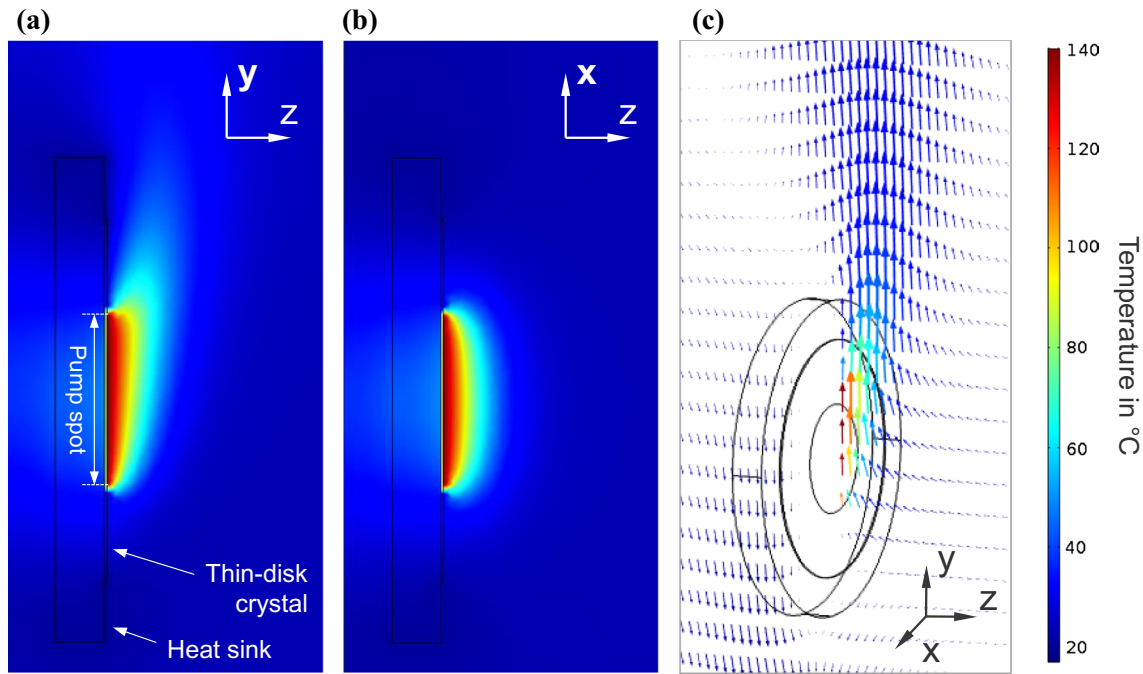 (a)
(b)
(c)
y
z
x
z
Pump spot
Thin-disk
crystal
Heat sink
y
z
x
140
120
100
80
60
40
20
Temperature in °C